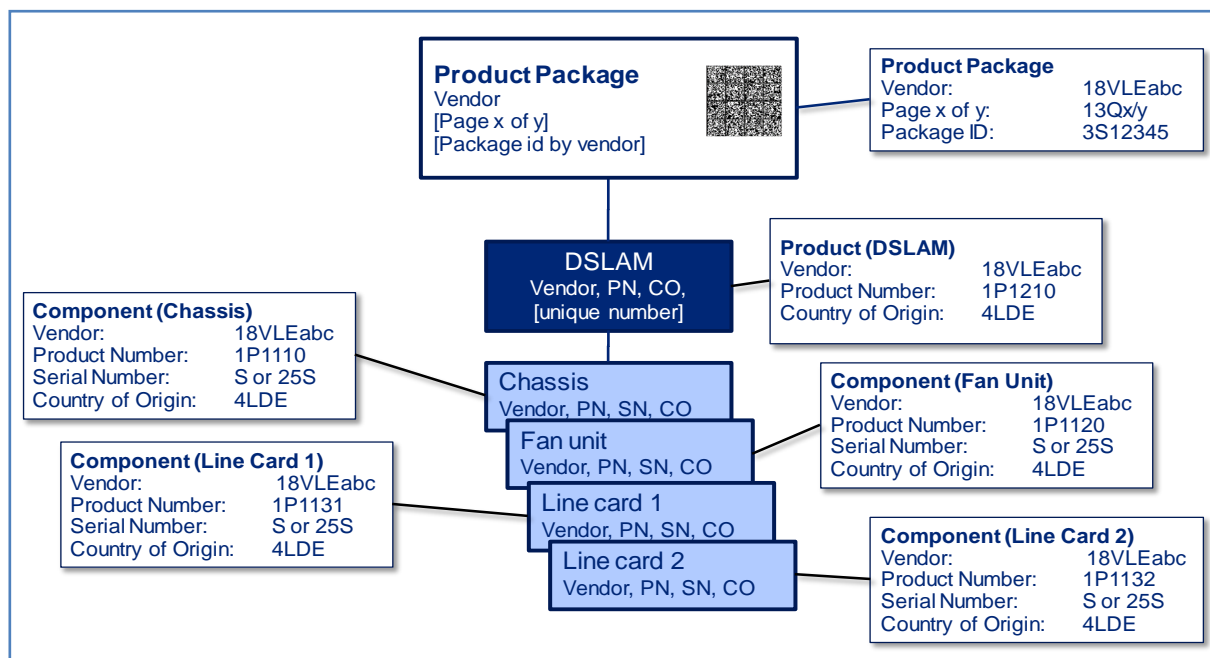 Product Package
Vendor
[Page x of y]
[Package id by vendor]
Product Package
Vendor: 18VLEabc
Page x of y: 13Qx/y
Package ID: 3S12345
DSLAM
Vendor, PN, CO,
[unique number]
Product (DSLAM)
Vendor: 18VLEabc
Product Number: 1P1210
Country of Origin: 4LDE
Component (Chassis)
Vendor: 18VLEabc
Product Number: 1P1110
Serial Number: S or 25S
Country of Origin: 4LDE
Chassis
Vendor, PN, SN, CO
Component (Fan Unit)
Vendor: 18VLEabc
Product Number: 1P1120
Serial Number: S or 25S
Country of Origin: 4LDE
Fan unit
Vendor, PN, SN, CO
Component (Line Card 1)
Vendor: 18VLEabc
Product Number: 1P1131
Serial Number: S or 25S
Country of Origin: 4LDE
Line card 1
Vendor, PN, SN, CO
Line card 2
Vendor, PN, SN, CO
Component (Line Card 2)
Vendor: 18VLEabc
Product Number: 1P1132
Serial Number: S or 25S
Country of Origin: 4LDE